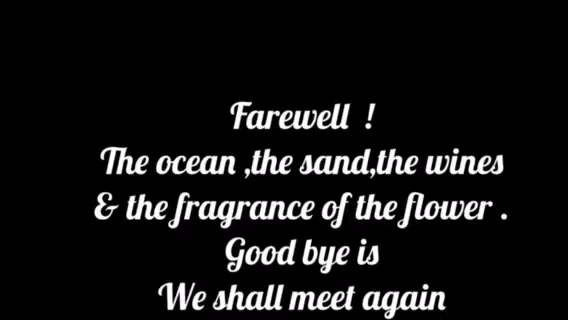 Farewell !
The ocean ,the sand,the wines
& the fragrance of the flower .
Good bye is
We shall meet again